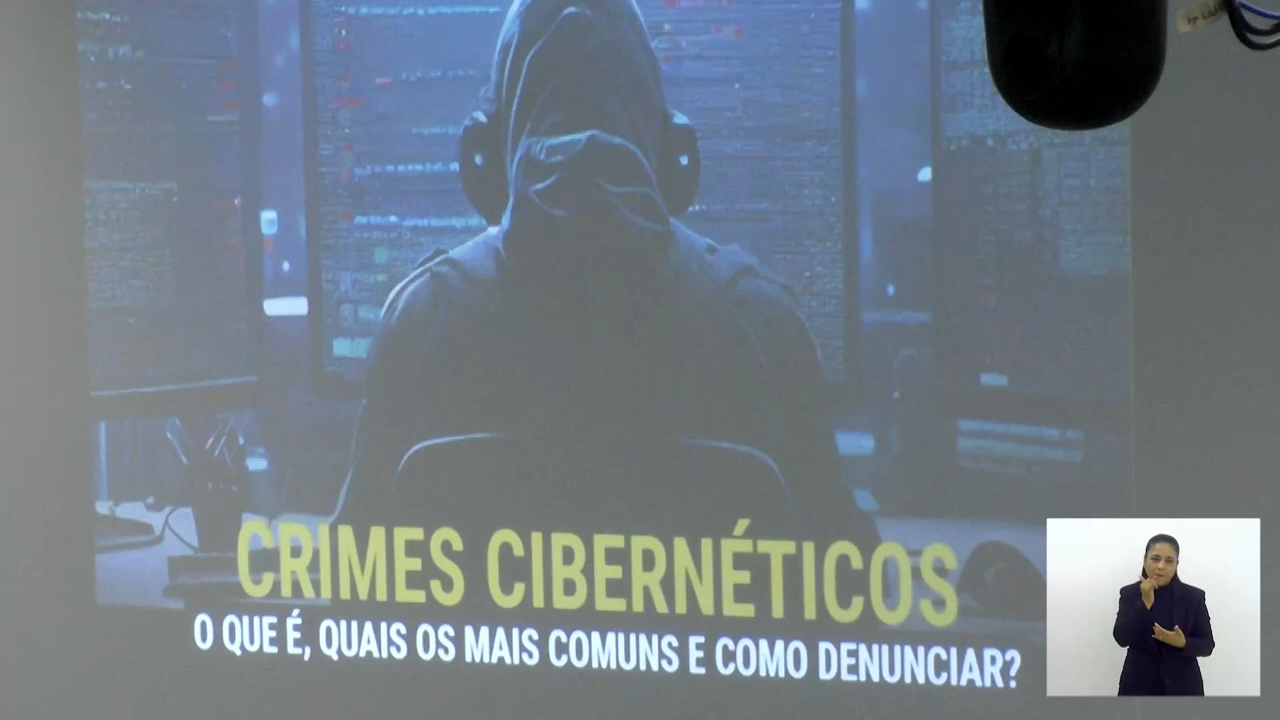 CRIMES CIBERNÉTICOS
O QUE É, QUAIS OS MAIS COMUNS E COMO DENUNCIAR?